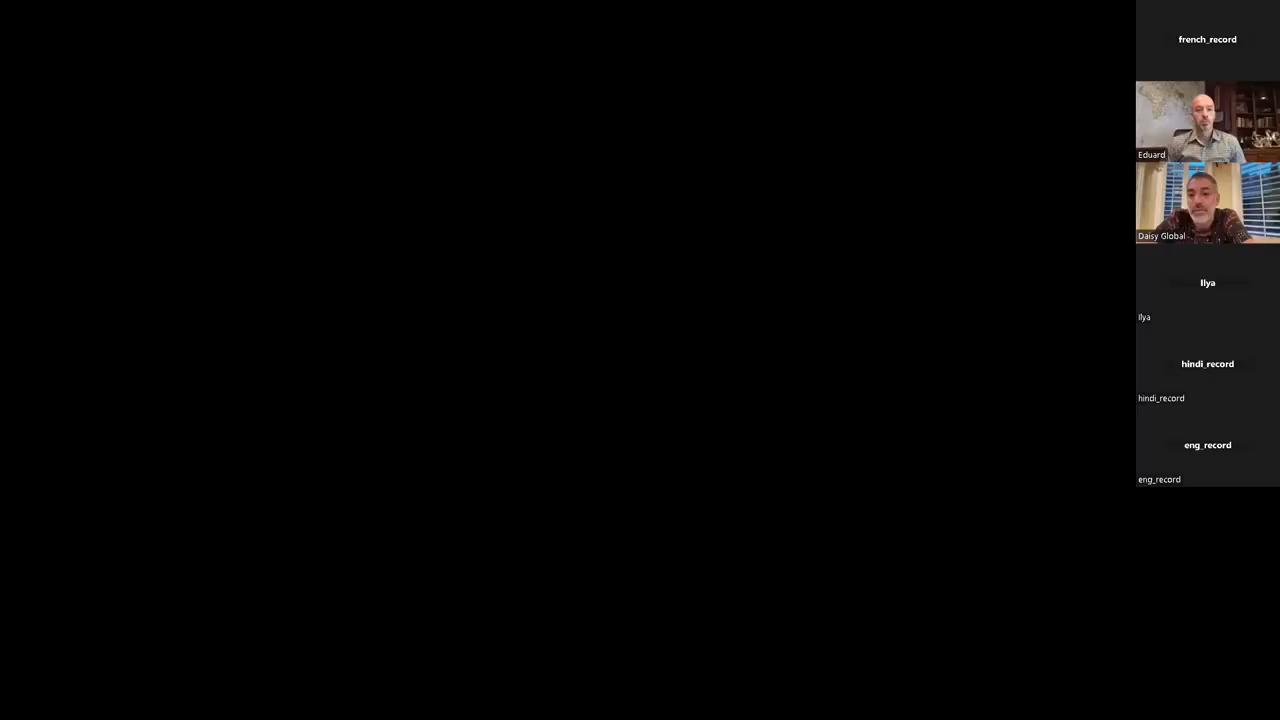 french_record
Eduard
Daisy Global
Ilya
Ilya
hindi_record
hindi_record
eng_record
eng_record